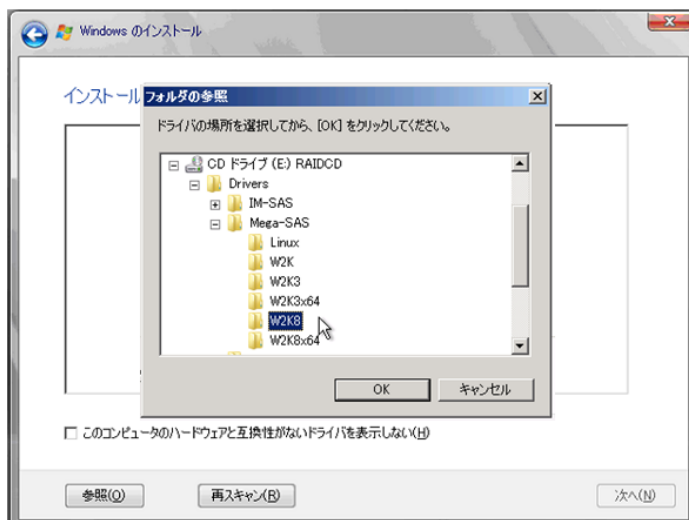 Windows のインストール
インストール
フォルダの参照
ドライバの場所を選択してから、[OK] をクリックしてください。
CD ドライブ (E:) RAIDCD
Drivers
IM-SAS
Mega-SAS
Linux
W2K
W2K3
W2K3x64
W2K8
W2K8x64
OK
キャンセル
このコンピュータのハードウェアと互換性がないドライバを表示しない(H)
参照(O)
再スキャン(R)
次へ(N)